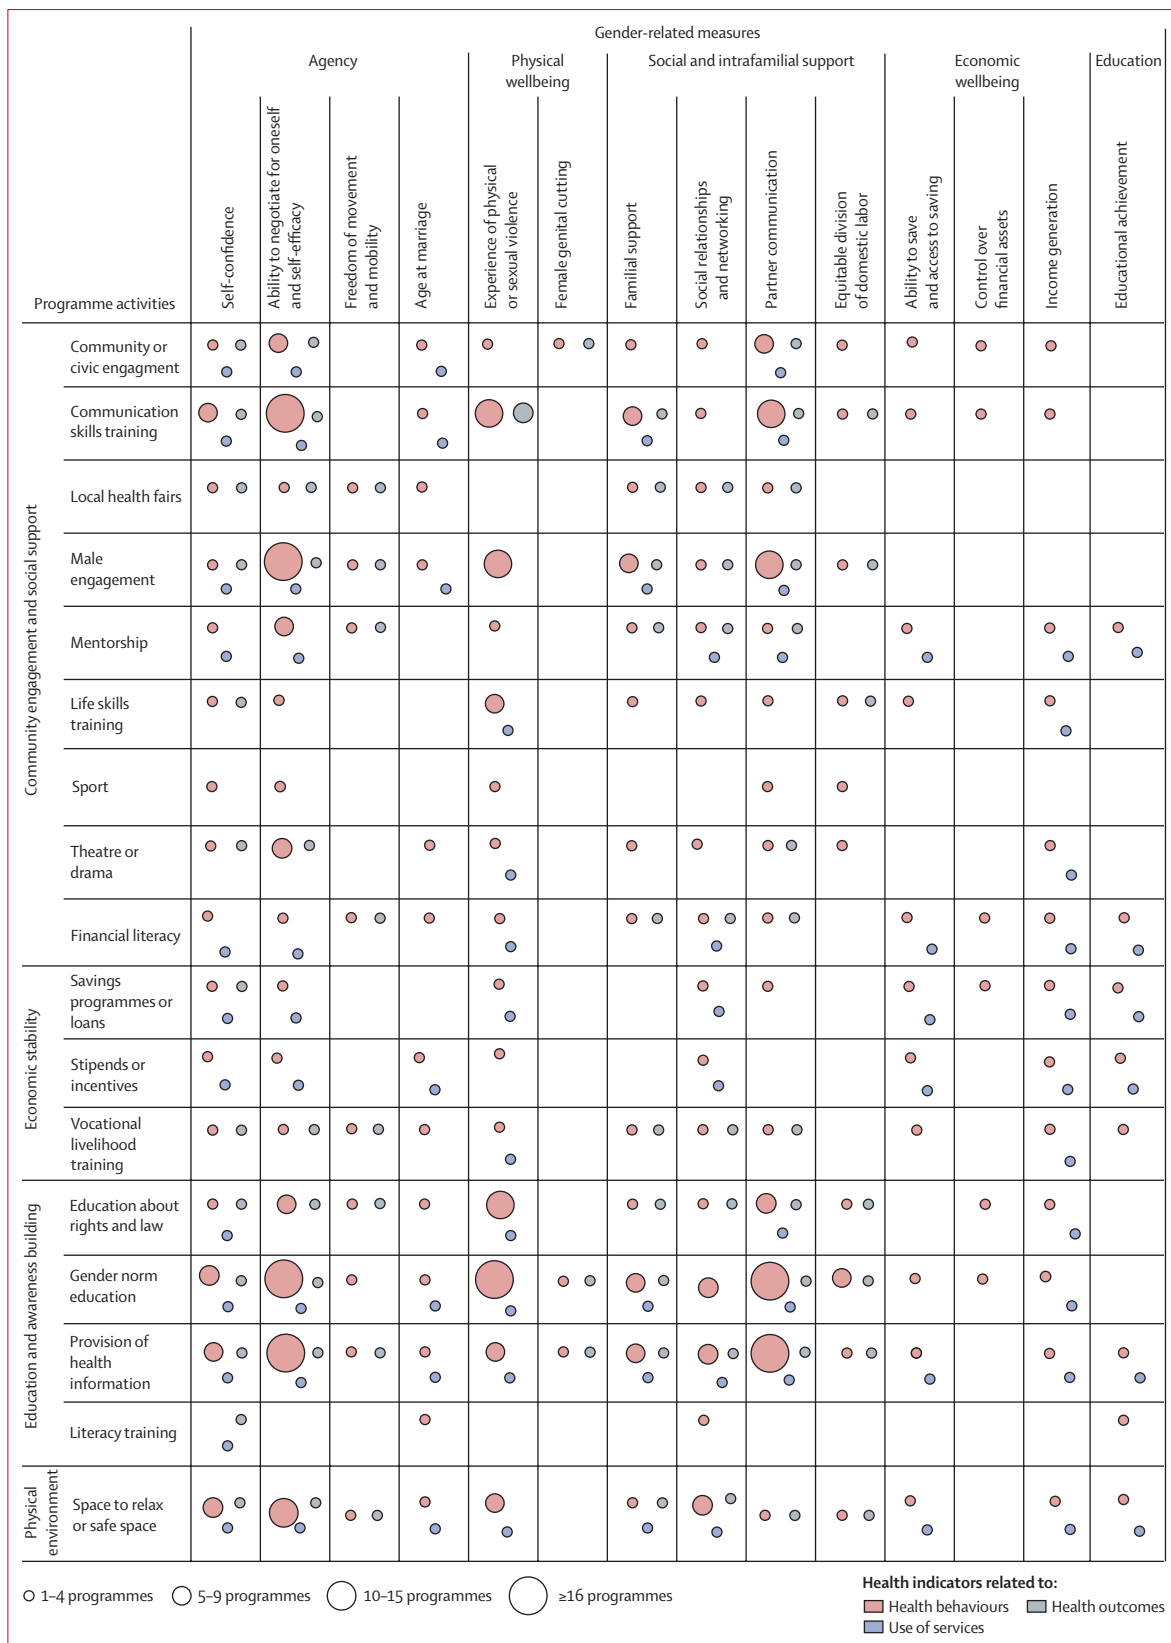 Gender-related measures
Agency
Physical
wellbeing
Social and intrafamilial support
Economic
wellbeing
Education
Programme activities
Self-confidence
Ability to negotiate for oneself
and self-efficacy
Freedom of movement
and mobility
Age at marriage
Experience of physical
or sexual violence
Female genital cutting
Familial support
Social relationships
and networking
Partner communication
Equitable division
of domestic labor
Ability to save
and access to saving
Control over
financial assets
Income generation
Educational achievement
Community engagement and social support
Community or
civic engagment
Communication
skills training
Local health fairs
Male
engagement
Mentorship
Life skills
training
Sport
Theatre or
drama
Financial literacy
Economic stability
Savings
programmes or
loans
Stipends or
incentives
Vocational
livelihood
training
Education and awareness building
Education about
rights and law
Gender norm
education
Provision of
health
information
Literacy training
Physical
environment
Space to relax
or safe space
1–4 programmes
5–9 programmes
10–15 programmes
≥16 programmes
Health indicators related to:
Health behaviours
Health outcomes
Use of services